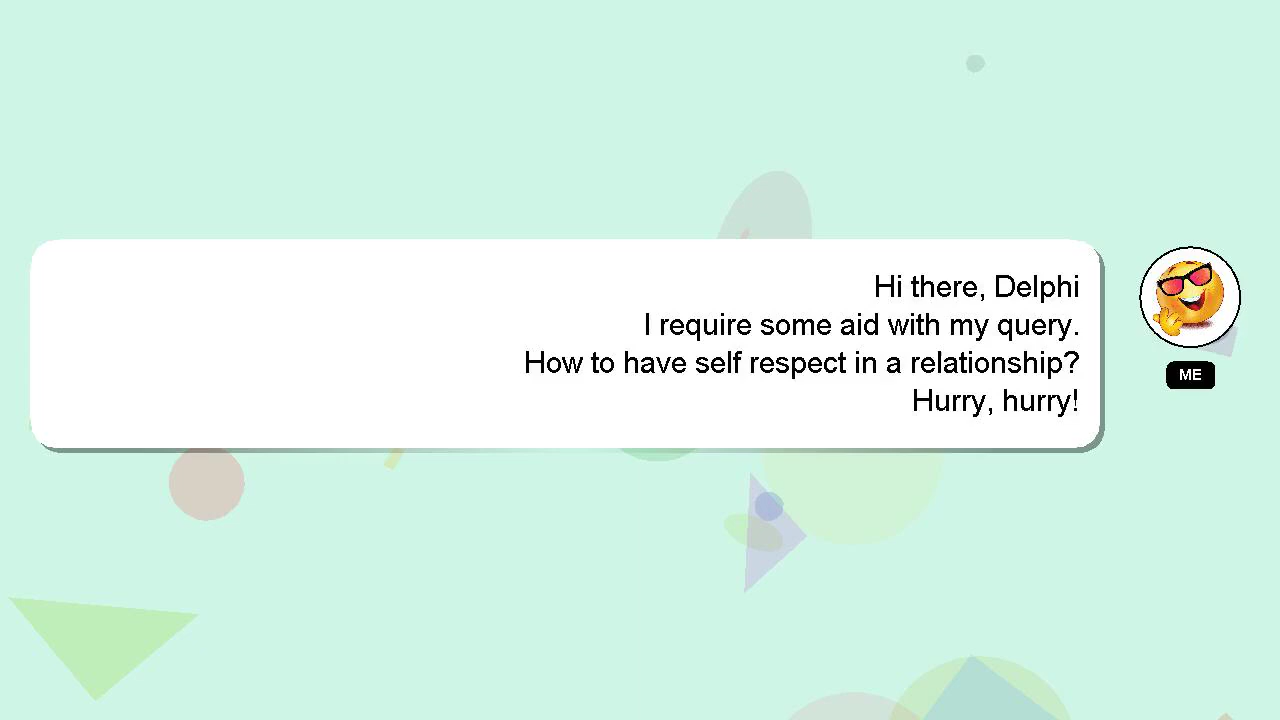 Hi there, Delphi
I require some aid with my query.
How to have self respect in a relationship?
Hurry, hurry!
ME